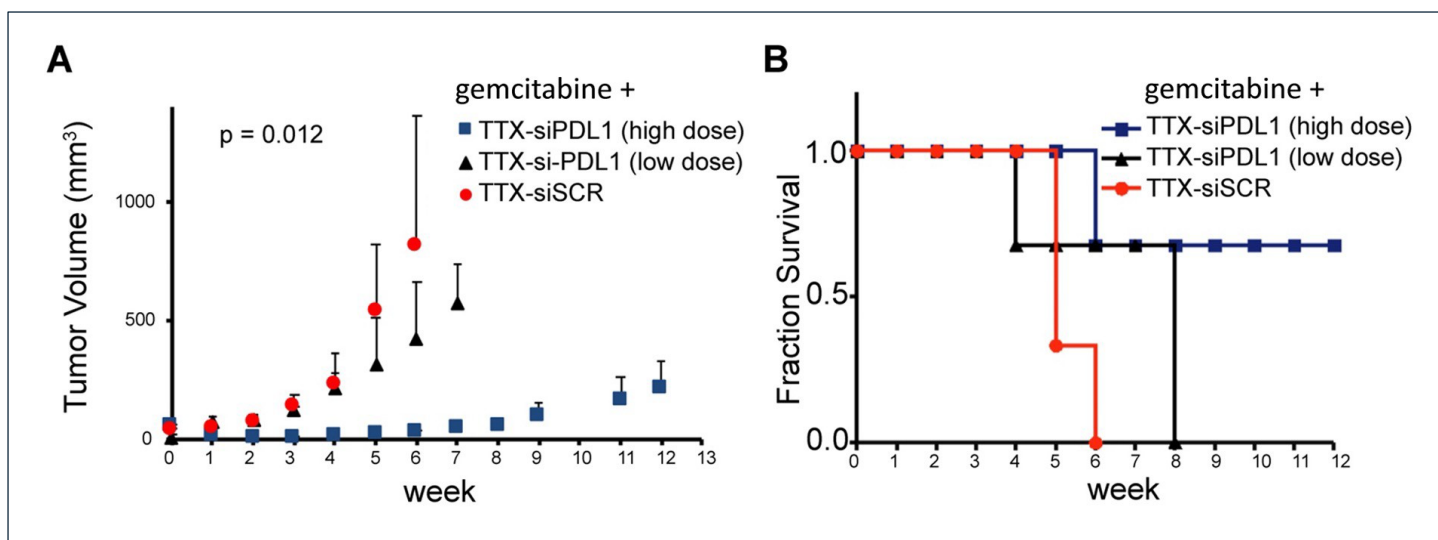 A
gemcitabine +
p = 0.012
TTX-siPDL1 (high dose)
TTX-si-PDL1 (low dose)
TTX-siSCR
Tumor Volume (mm³)
1000
500
0
0 1 2 3 4 5 6 7 8 9 10 11 12 13
week
B
gemcitabine +
TTX-siPDL1 (high dose)
TTX-siPDL1 (low dose)
TTX-siSCR
Fraction Survival
1.0
0.5
0.0
0 1 2 3 4 5 6 7 8 9 10 11 12
week